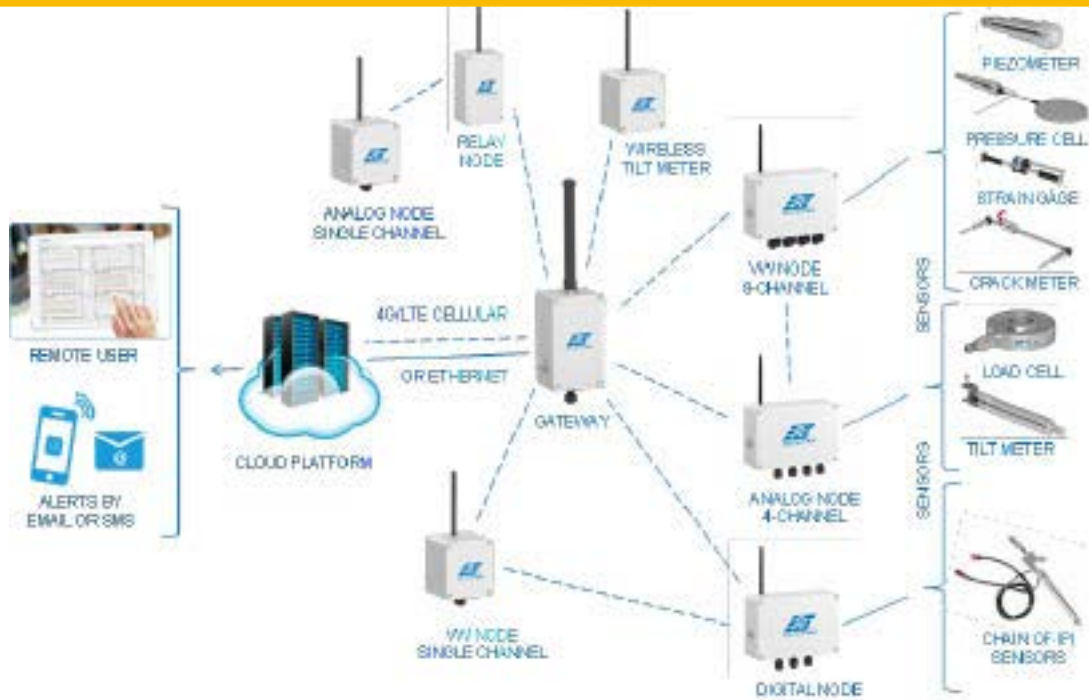 PIEZOMETER
PRESSURE CELL
STRAIN GAGE
CRACK METER
SENSORS
RELAY
NODE
WIRELESS
TILT METER
ANALOG NODE
SINGLE CHANNEL
VW NODE
8-CHANNEL
4G/LTE CELLULAR
OR ETHERNET
REMOTE USER
GATEWAY
CLOUD PLATFORM
ALERTS BY
EMAIL OR SMS
LOAD CELL
TILT METER
SENSORS
ANALOG NODE
4-CHANNEL
VW NODE
SINGLE CHANNEL
DIGITAL NODE
CHAIN OF IPI
SENSORS